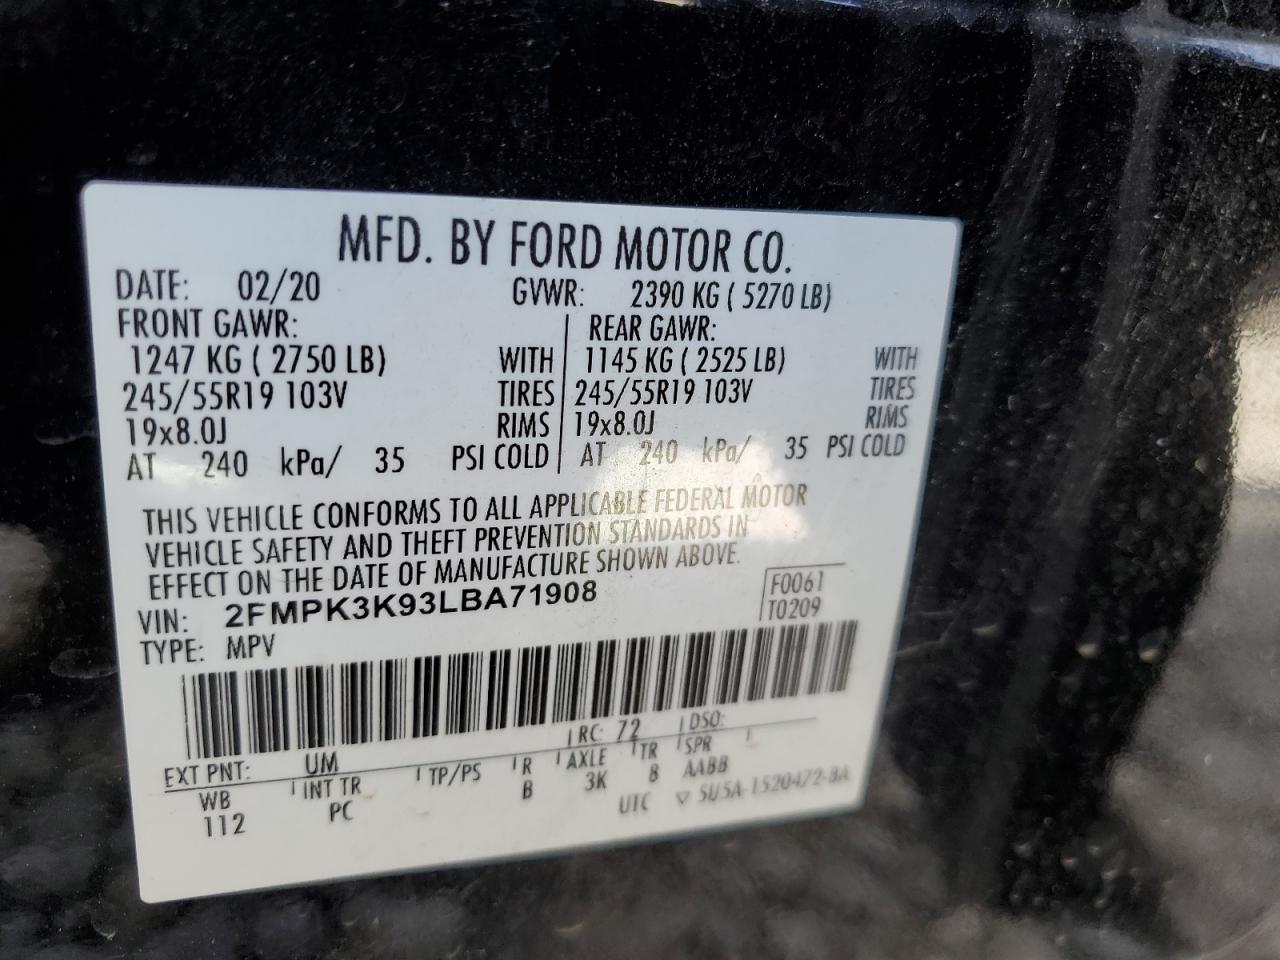 MFD. BY FORD MOTOR CO.
DATE: 02/20 GVWR: 2390 KG ( 5270 LB)
FRONT GAWR: REAR GAWR:
1247 KG ( 2750 LB) WITH 1145 KG ( 2525 LB) WITH
245/55R19 103V TIRES 245/55R19 103V TIRES
19x8.0J RIMS 19x8.0J RIMS
AT 240 kPa/ 35 PSI COLD AT 240 kPa/ 35 PSI COLD
THIS VEHICLE CONFORMS TO ALL APPLICABLE FEDERAL MOTOR
VEHICLE SAFETY AND THEFT PREVENTION STANDARDS IN
EFFECT ON THE DATE OF MANUFACTURE SHOWN ABOVE.
VIN: 2FMPK3K93LBA71908 F0061
TYPE: MPV T0209
EXT PNT: UM RC: 72 DSO:
WB INT TR TP/PS R AXLE TR SPR
112 PC B 3K 8 AABB
UTC ▽ 5U5A-1520472-BA